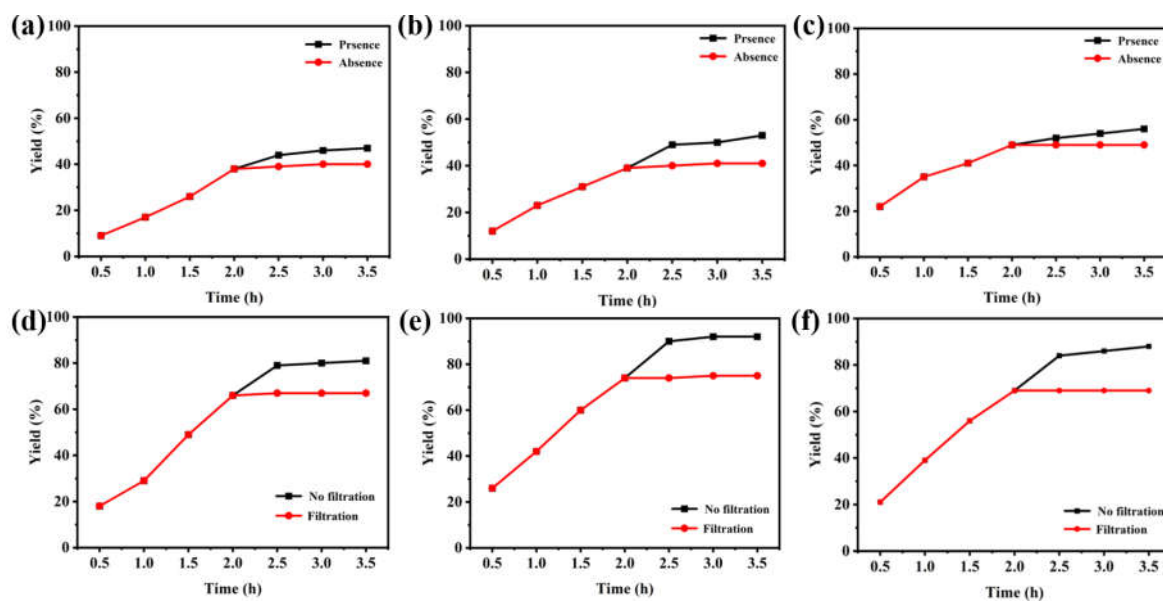 (a)
100
80
60
40
20
0
Yield (%)
Prsence
Absence
0.5 1.0 1.5 2.0 2.5 3.0 3.5
Time (h)
(b)
100
80
60
40
20
0
Yield (%)
Prsence
Absence
0.5 1.0 1.5 2.0 2.5 3.0 3.5
Time (h)
(c)
100
80
60
40
20
0
Yield (%)
Prsence
Absence
0.5 1.0 1.5 2.0 2.5 3.0 3.5
Time (h)
(d)
100
80
60
40
20
0
Yield (%)
No filtration
Filtration
0.5 1.0 1.5 2.0 2.5 3.0 3.5
Time (h)
(e)
100
80
60
40
20
0
Yield (%)
No filtration
Filtration
0.5 1.0 1.5 2.0 2.5 3.0 3.5
Time (h)
(f)
100
80
60
40
20
0
Yield (%)
No filtration
Filtration
0.5 1.0 1.5 2.0 2.5 3.0 3.5
Time (h)